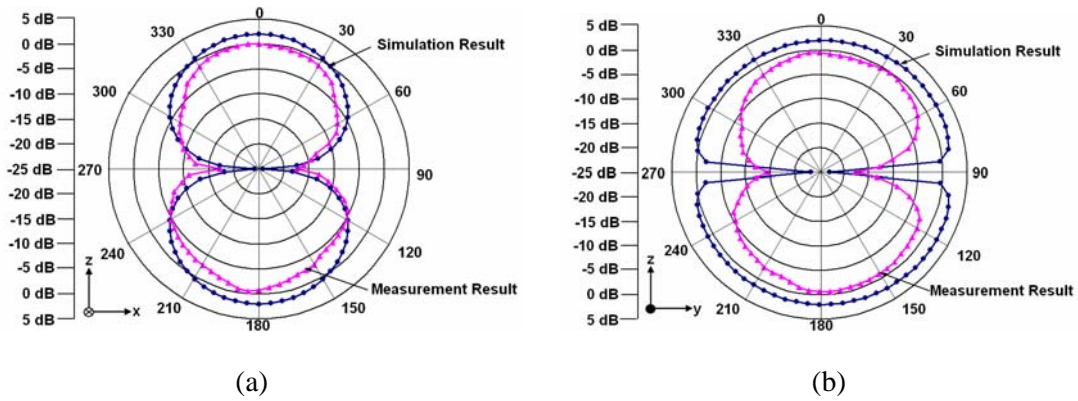 5 dB
0 dB
-5 dB
-10 dB
-15 dB
-20 dB
-25 dB
-20 dB
-15 dB
-10 dB
-5 dB
0 dB
5 dB
0
30
60
90
120
150
180
210
240
270
300
330
Simulation Result
Measurement Result
z
x
(a)
5 dB
0 dB
-5 dB
-10 dB
-15 dB
-20 dB
-25 dB
-20 dB
-15 dB
-10 dB
-5 dB
0 dB
5 dB
0
30
60
90
120
150
180
210
240
270
300
330
Simulation Result
Measurement Result
z
y
(b)